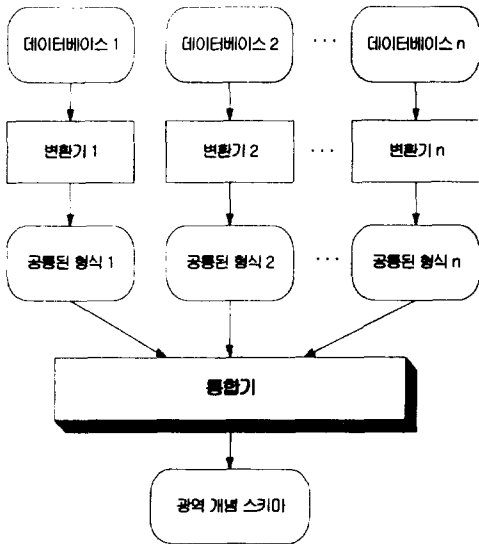 데이터베이스 1 데이터베이스 2 · · · 데이터베이스 n
변환기 1 변환기 2 · · · 변환기 n
공통된 형식 1 공통된 형식 2 · · · 공통된 형식 n
통합기
광역 개념 스키마